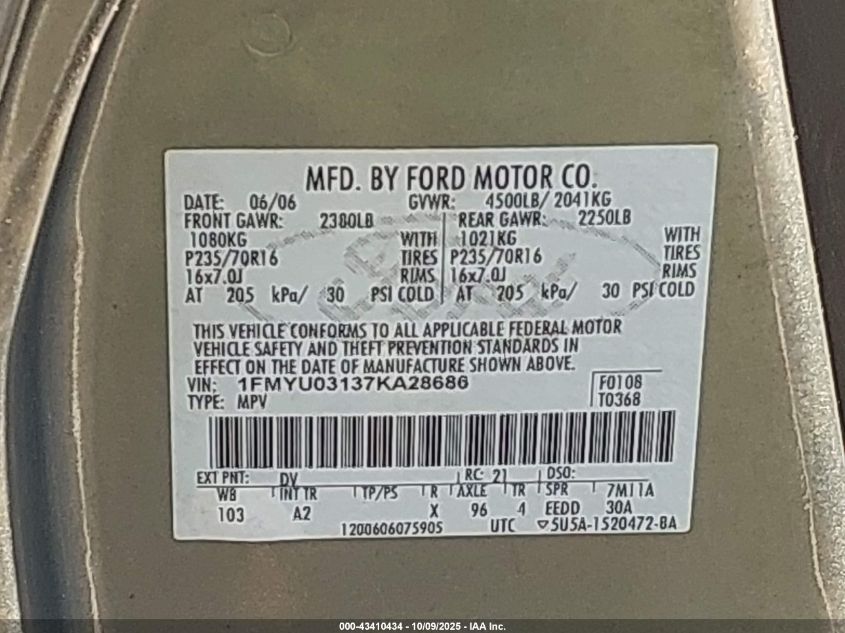 MFD. BY FORD MOTOR CO.
DATE: 06/06 GVWR: 4500LB/ 2041KG
FRONT GAWR: 2380LB REAR GAWR: 2250LB
1080KG WITH 1021KG WITH
P235/70R16 TIRES P235/70R16 TIRES
16x7.0J RIMS 16x7.0J RIMS
AT 205 kPa/ 30 PSI COLD AT 205 kPa/ 30 PSI COLD
THIS VEHICLE CONFORMS TO ALL APPLICABLE FEDERAL MOTOR
VEHICLE SAFETY AND THEFT PREVENTION STANDARDS IN
EFFECT ON THE DATE OF MANUFACTURE SHOWN ABOVE.
VIN: 1FMYU03137KA28686 F0108
TYPE: MPV T0368
EXT PNT: DV RC: 21 DSO:
WB INT TR TP/PS R AXLE TR SPR 7M11A
103 A2 X 96 4 EEDD 30A
1200606075905 UTC ▽5U5A-1520472-BA
000-43410434 - 10/09/2025 - IAA Inc.